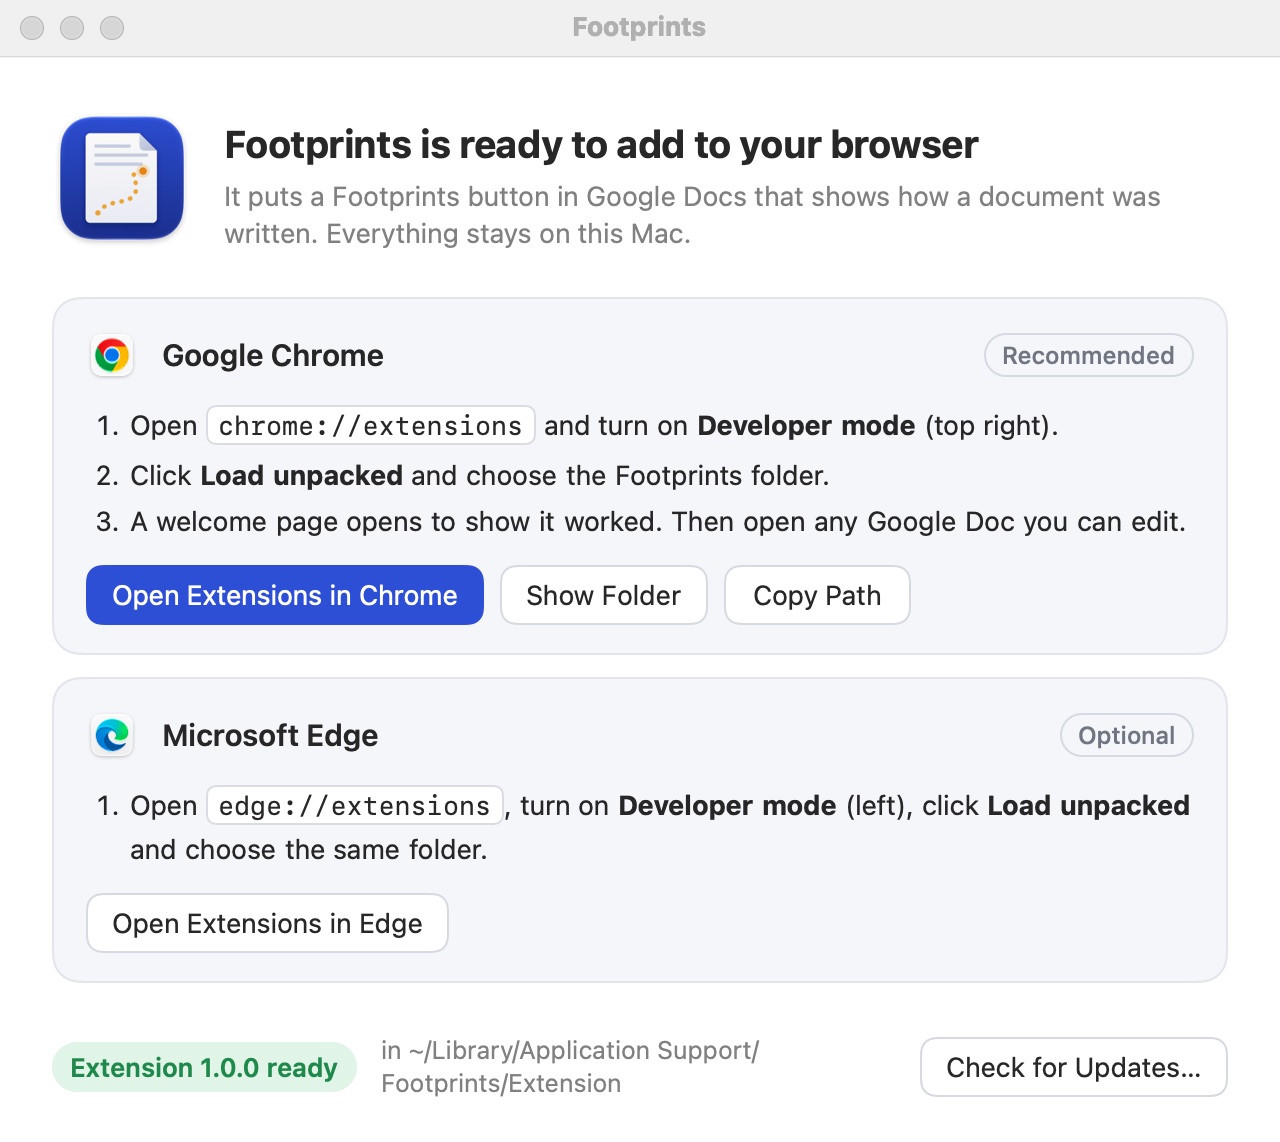 Footprints
Footprints is ready to add to your browser
It puts a Footprints button in Google Docs that shows how a document was
written. Everything stays on this Mac.
Google Chrome
Recommended
1. Open chrome://extensions and turn on Developer mode (top right).
2. Click Load unpacked and choose the Footprints folder.
3. A welcome page opens to show it worked. Then open any Google Doc you can edit.
Open Extensions in Chrome
Show Folder
Copy Path
Microsoft Edge
Optional
1. Open edge://extensions, turn on Developer mode (left), click Load unpacked
and choose the same folder.
Open Extensions in Edge
Extension 1.0.0 ready
in ~/Library/Application Support/
Footprints/Extension
Check for Updates...